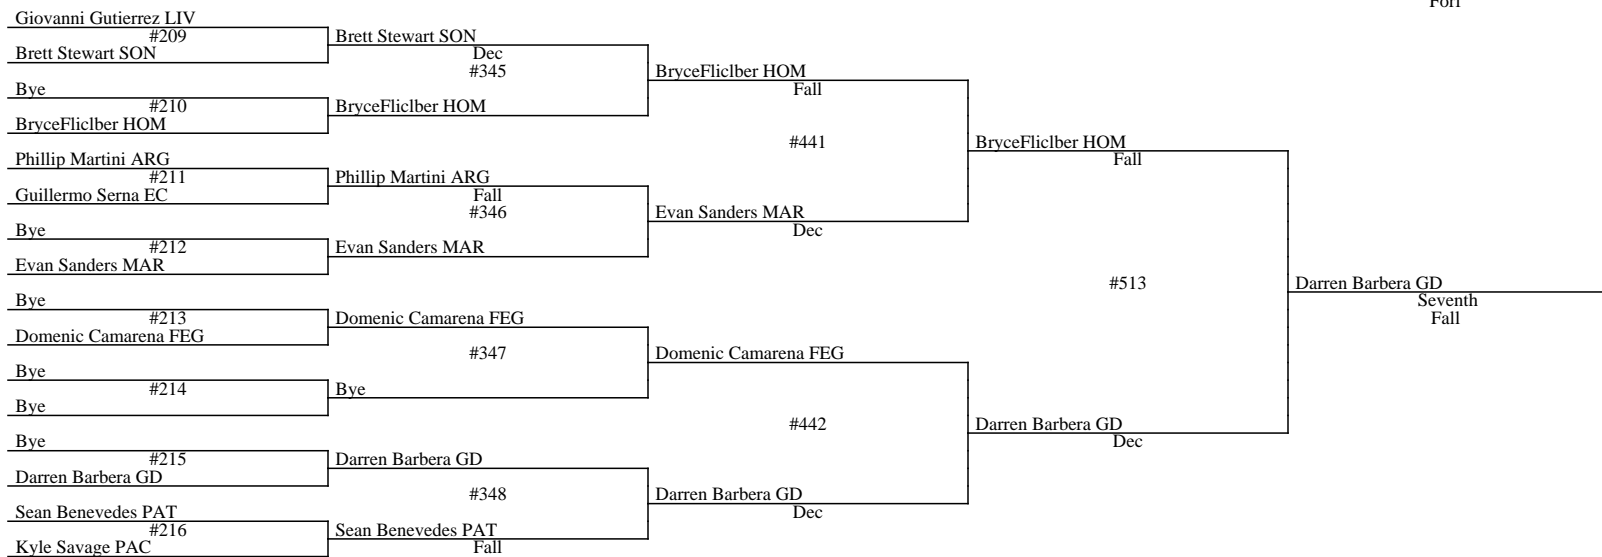 Forf
Giovanni Gutierrez LIV
#209
Brett Stewart SON
Brett Stewart SON
Dec
#345
BryceFliclber HOM
Fall
Bye
#210
BryceFliclber HOM
BryceFliclber HOM
#441
BryceFliclber HOM
Fall
Phillip Martini ARG
#211
Guillermo Serna EC
Phillip Martini ARG
Fall
#346
Evan Sanders MAR
Dec
Bye
#212
Evan Sanders MAR
Evan Sanders MAR
#513
Darren Barbera GD
Seventh
Fall
Bye
#213
Domenic Camarena FEG
Domenic Camarena FEG
#347
Domenic Camarena FEG
Bye
#214
Bye
Bye
#442
Darren Barbera GD
Dec
Bye
#215
Darren Barbera GD
Darren Barbera GD
#348
Darren Barbera GD
Dec
Sean Benevedes PAT
#216
Kyle Savage PAC
Sean Benevedes PAT
Fall